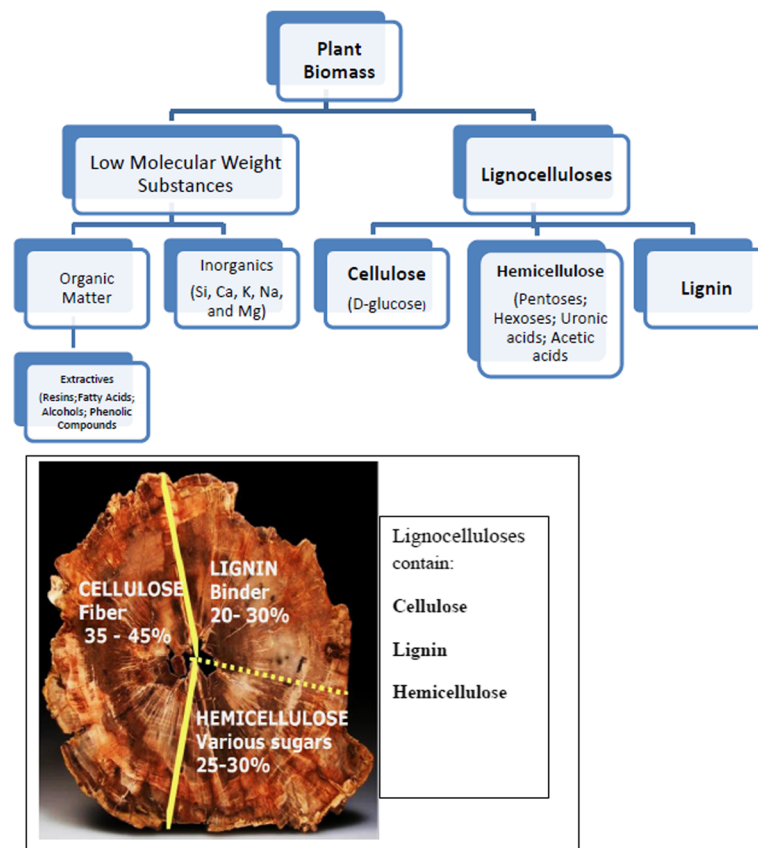 Plant
Biomass
Low Molecular Weight
Substances
Lignocelluloses
Organic
Matter
Inorganics
(Si, Ca, K, Na,
and Mg)
Cellulose
(D-glucose)
Hemicellulose
(Pentoses;
Hexoses; Uronic
acids; Acetic
acids
Lignin
Extractives
(Resins;Fatty Acids;
Alcohols; Phenolic
Compounds
CELLULOSE
Fiber
35 - 45%
LIGNIN
Binder
20- 30%
HEMICELLULOSE
Various sugars
25-30%
Lignocelluloses
contain:
Cellulose
Lignin
Hemicellulose